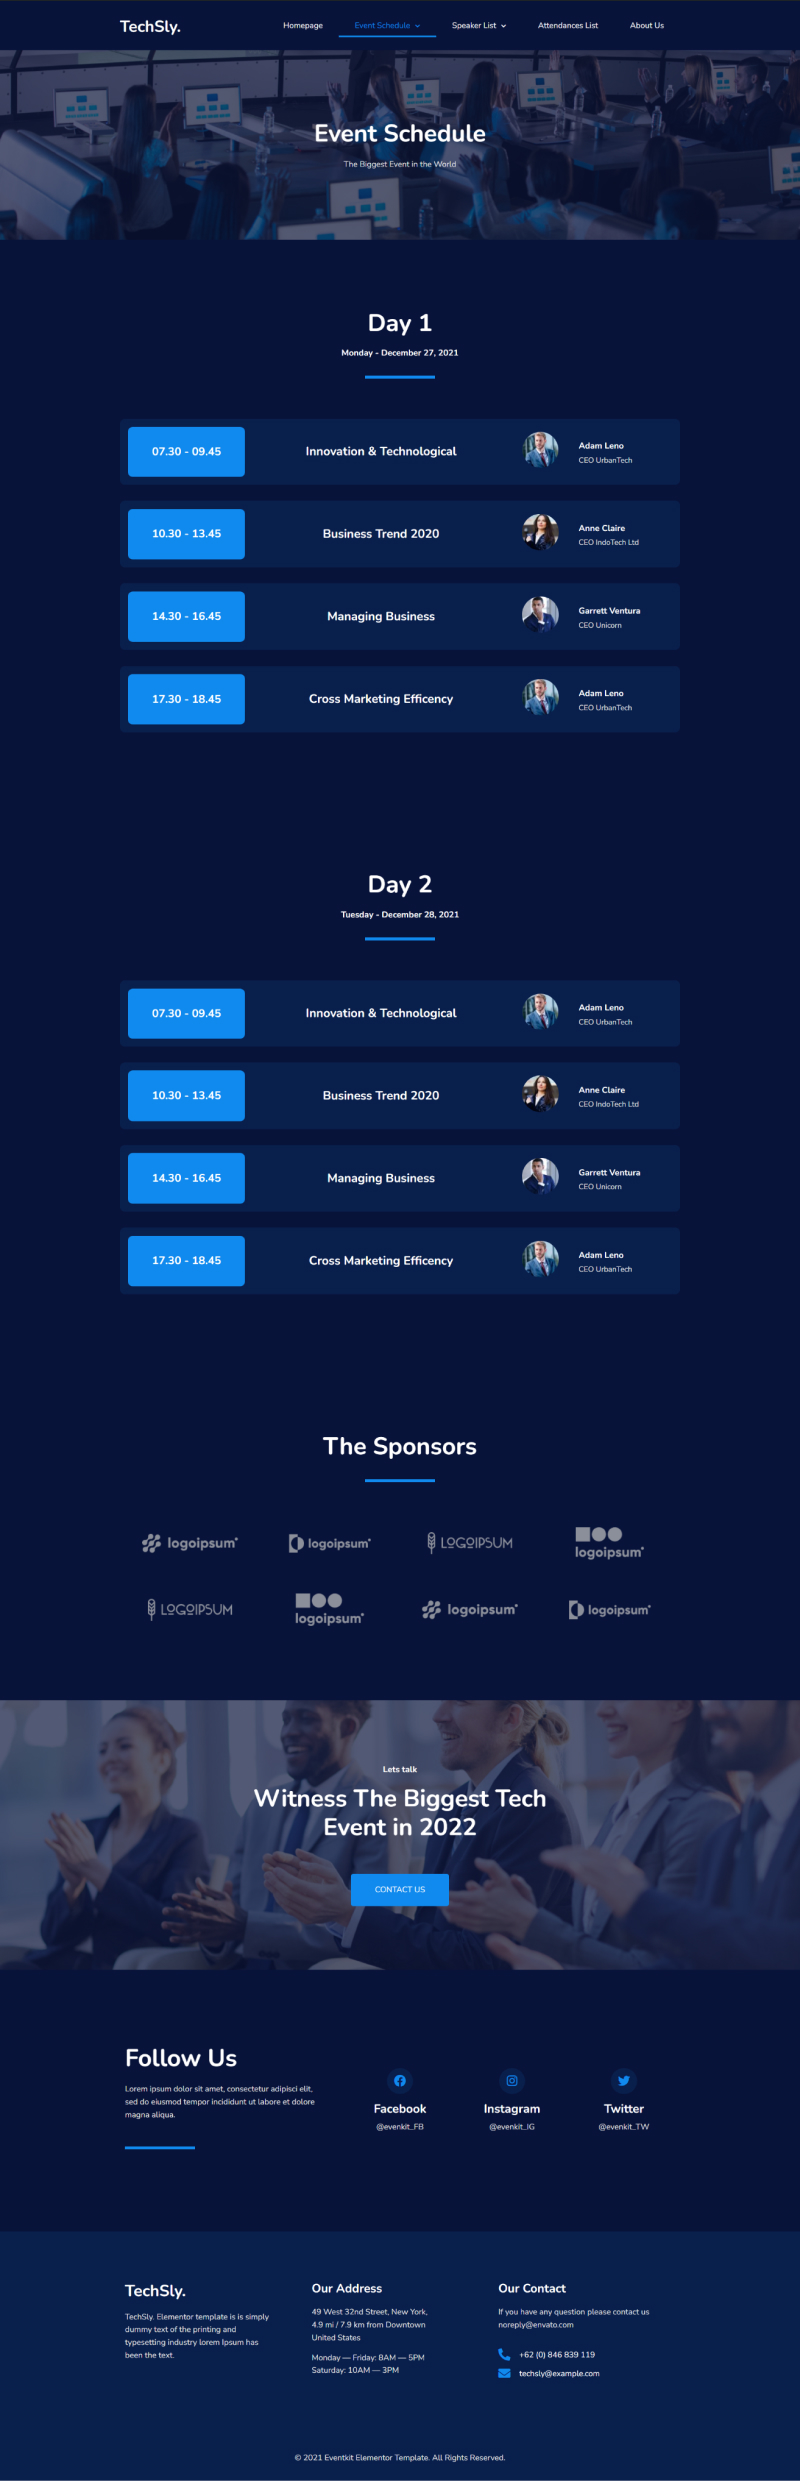 TechSly.
Homepage
Event Schedule
Speaker List
Attendances List
About Us
Event Schedule
The Biggest Event in the World
Day 1
Monday - December 27, 2021
07.30 - 09.45
Innovation & Technological
Adam Leno
CEO UrbanTech
10.30 - 13.45
Business Trend 2020
Anne Claire
CEO IndoTech Ltd
14.30 - 16.45
Managing Business
Garrett Ventura
CEO Unicorn
17.30 - 18.45
Cross Marketing Efficency
Adam Leno
CEO UrbanTech
Day 2
Tuesday - December 28, 2021
07.30 - 09.45
Innovation & Technological
Adam Leno
CEO UrbanTech
10.30 - 13.45
Business Trend 2020
Anne Claire
CEO IndoTech Ltd
14.30 - 16.45
Managing Business
Garrett Ventura
CEO Unicorn
17.30 - 18.45
Cross Marketing Efficency
Adam Leno
CEO UrbanTech
The Sponsors
logoipsum
logoipsum
LOGOIPSUM
logoipsum
LOGOIPSUM
logoipsum
logoipsum
logoipsum
Lets talk
Witness The Biggest Tech
Event in 2022
CONTACT US
Follow Us
Lorem ipsum dolor sit amet, consectetur adipisci elit,
sed do eiusmod tempor incididunt ut labore et dolore
magna aliqua.
Facebook
@evenkit_FB
Instagram
@evenkit_IG
Twitter
@evenkit_TW
TechSly.
TechSly. Elementor template is is simply
dummy text of the printing and
typesetting industry lorem Ipsum has
been the text.
Our Address
49 West 32nd Street, New York,
4.9 mi / 7.9 km from Downtown
United States
Monday — Friday: 8AM — 5PM
Saturday: 10AM — 3PM
Our Contact
If you have any question please contact us
noreply@envato.com
+62 (0) 846 839 119
techsly@example.com
© 2021 Eventkit Elementor Template. All Rights Reserved.